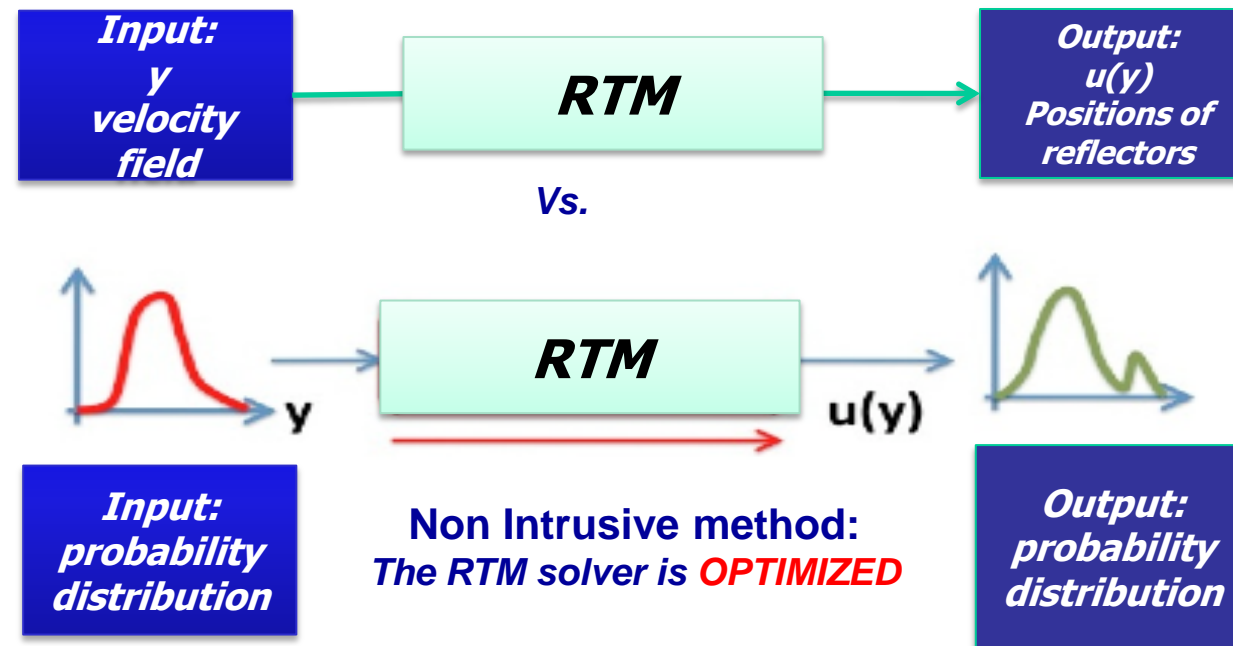 Input:
y
velocity
field
RTM
Output:
u(y)
Positions of
reflectors
Vs.
y
RTM
u(y)
Input:
probability
distribution
Non Intrusive method:
The RTM solver is OPTIMIZED
Output:
probability
distribution